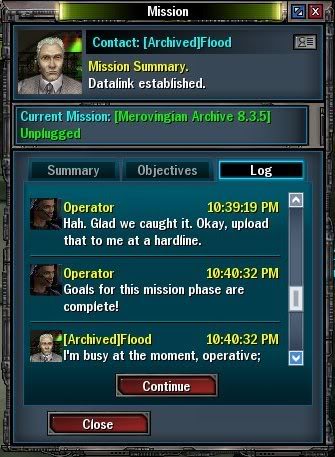 Mission
Contact: [Archived]Flood
Mission Summary.
Datalink established.
Current Mission: [Merovingian Archive 8.3.5]
Unplugged
Summary
Objectives
Log
Operator 10:39:19 PM
Hah. Glad we caught it. Okay, upload
that to me at a hardline.
Operator 10:40:32 PM
Goals for this mission phase are
complete!
[Archived]Flood 10:40:32 PM
I'm busy at the moment, operative;
Continue
Close